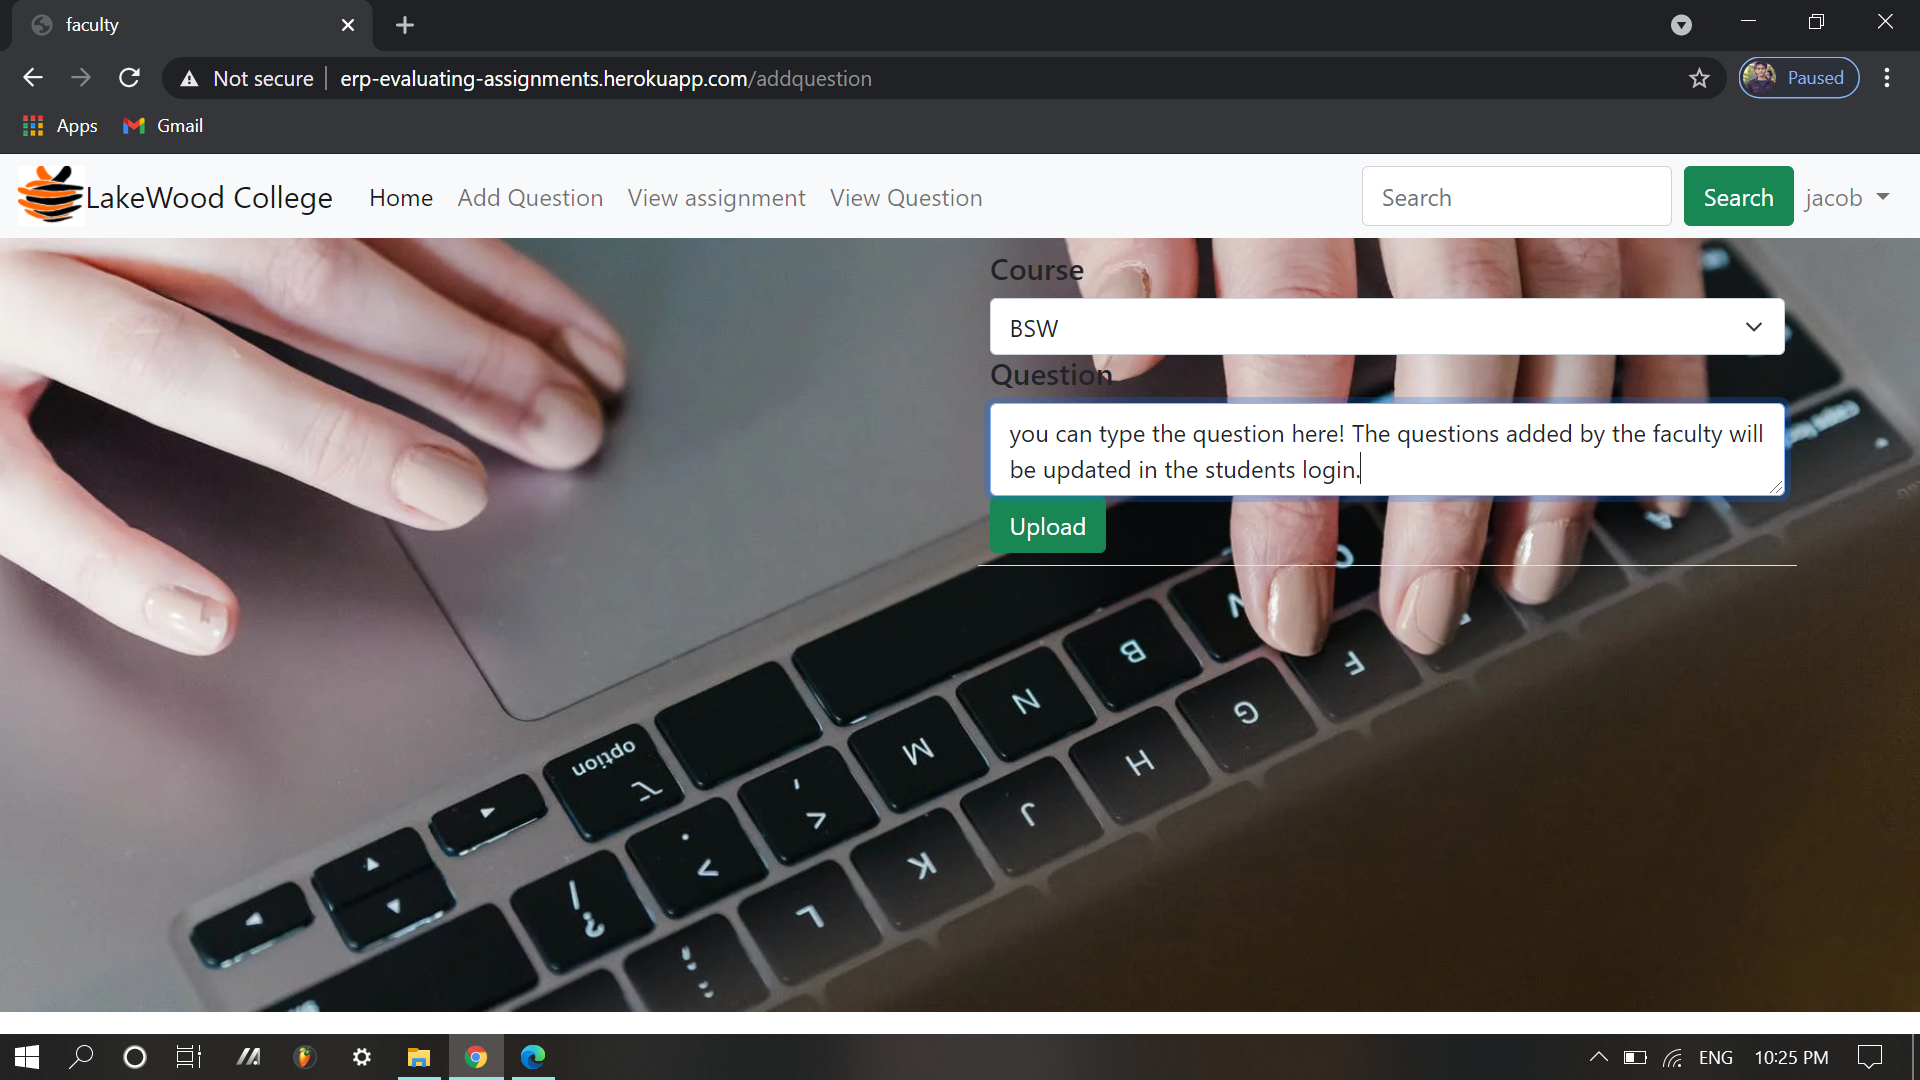 faculty
Not secure
erp-evaluating-assignments.herokuapp.com/addquestion
Paused
Apps
Gmail
LakeWood College
Home
Add Question
View assignment
View Question
Search
Search
jacob
Course
BSW
Question
you can type the question here! The questions added by the faculty will
be updated in the students login.
Upload
option
B
N
M
F
G
H
J
K
L
ENG
10:25 PM